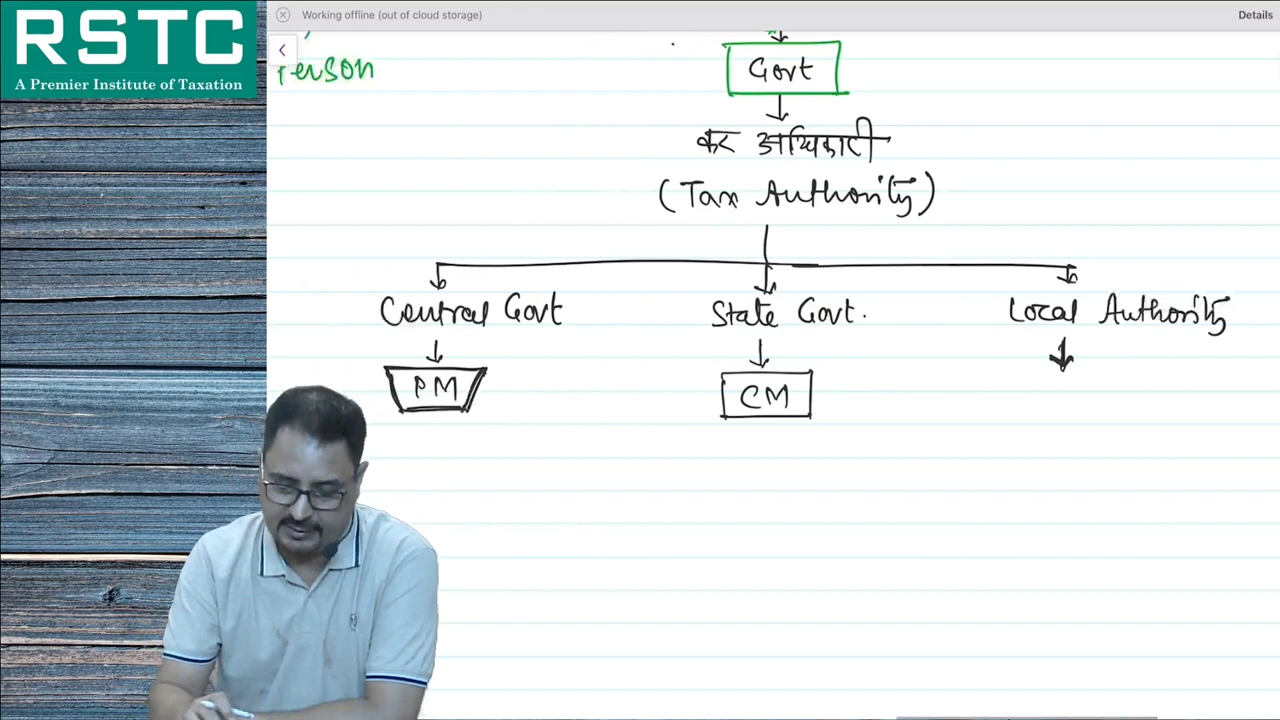 RSTC
A Premier Institute of Taxation
Working offline (out of cloud storage)
Details
Person
Govt
कर अधिकारी
(Tax Authority)
Central Govt
State Govt.
Local Authority
PM
CM